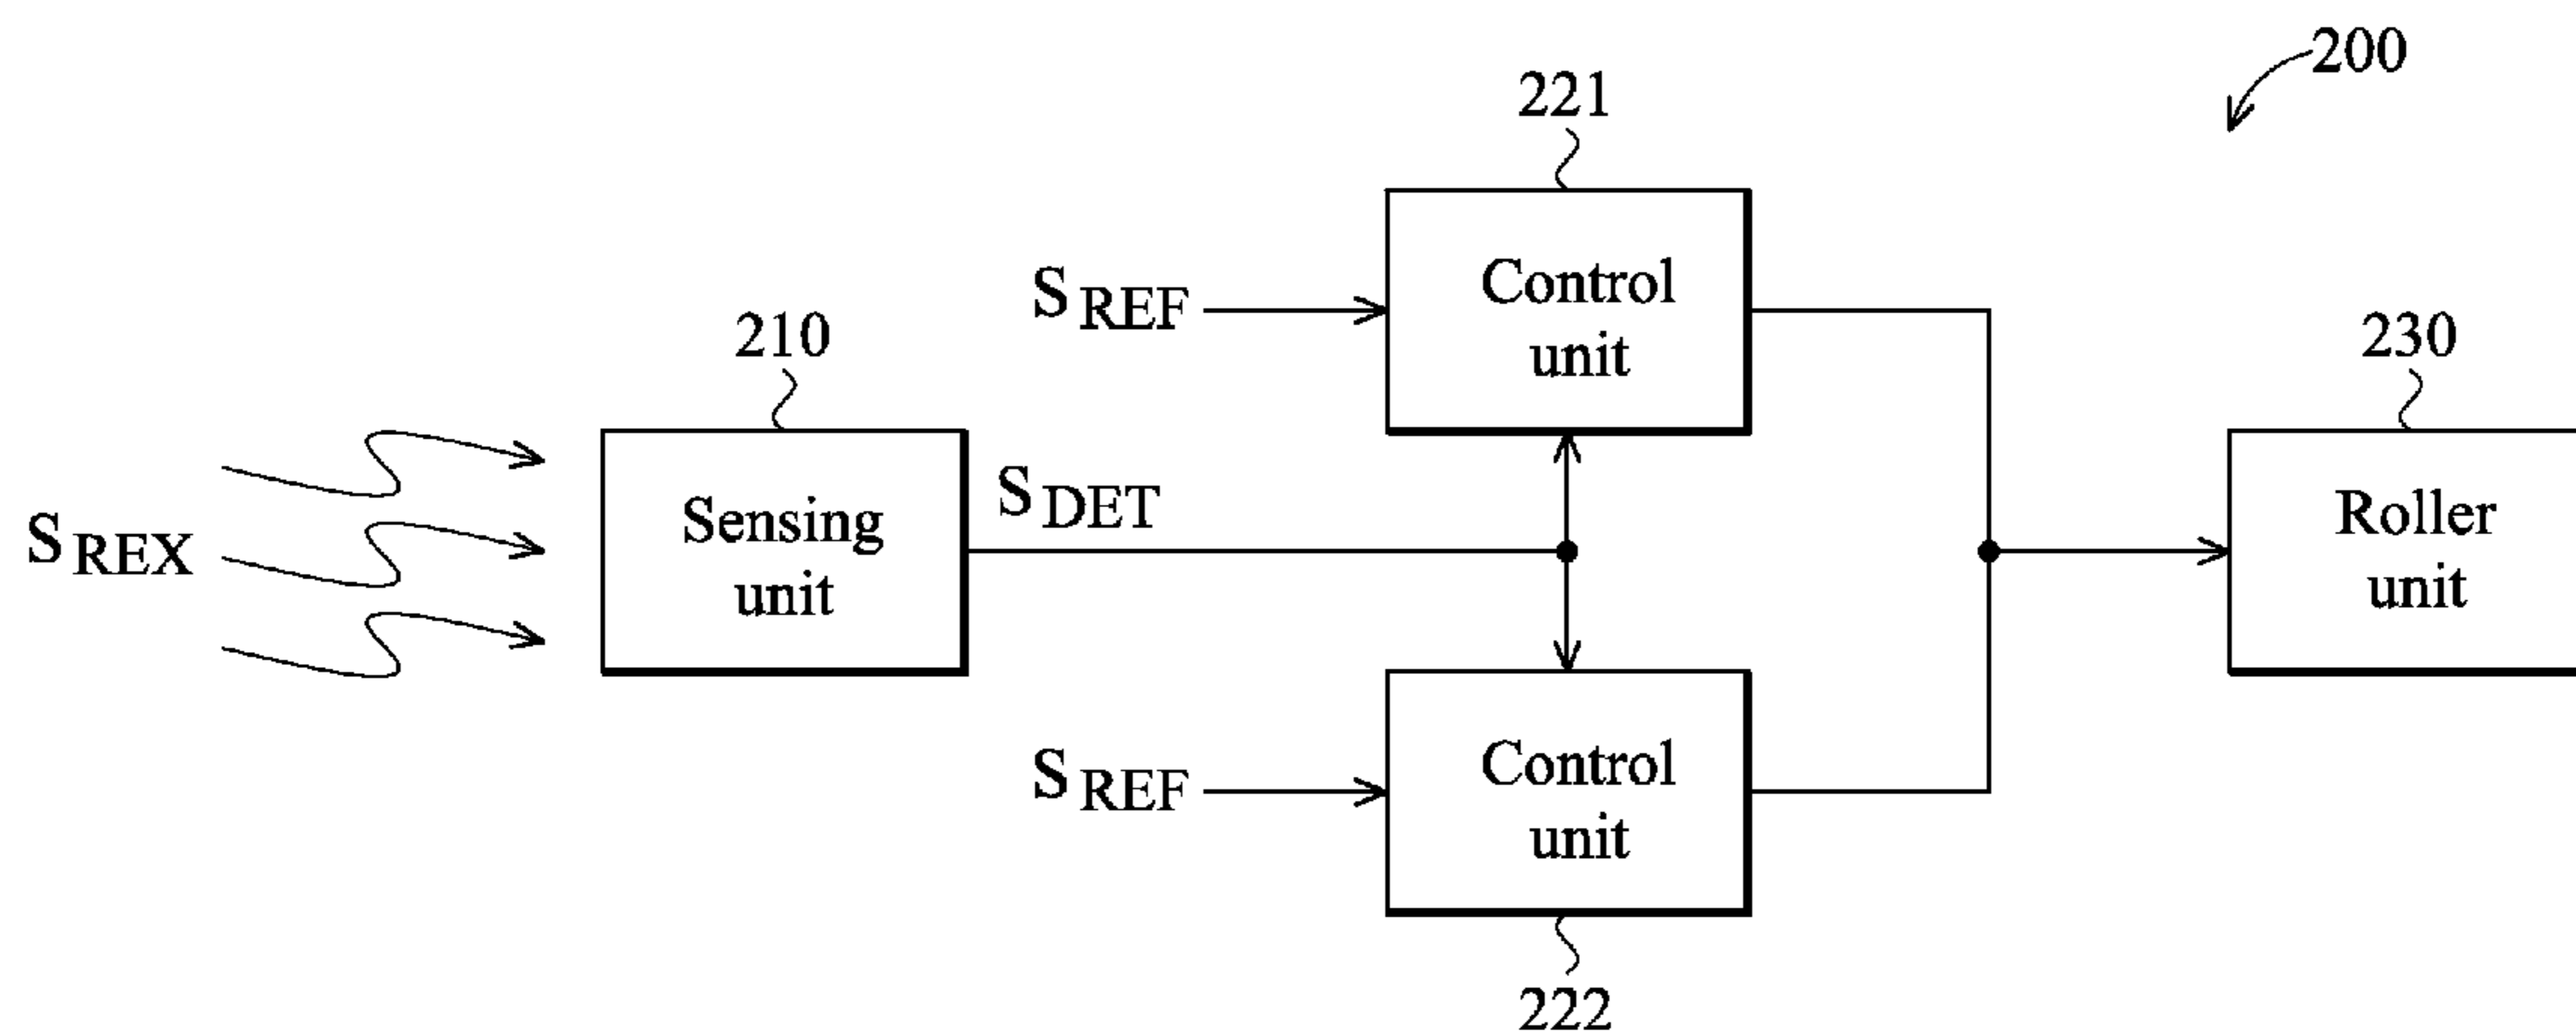 200
221
Control
unit
S REF
210
230
Sensing
unit
S DET
S REX
Roller
unit
S REF
Control
unit
222